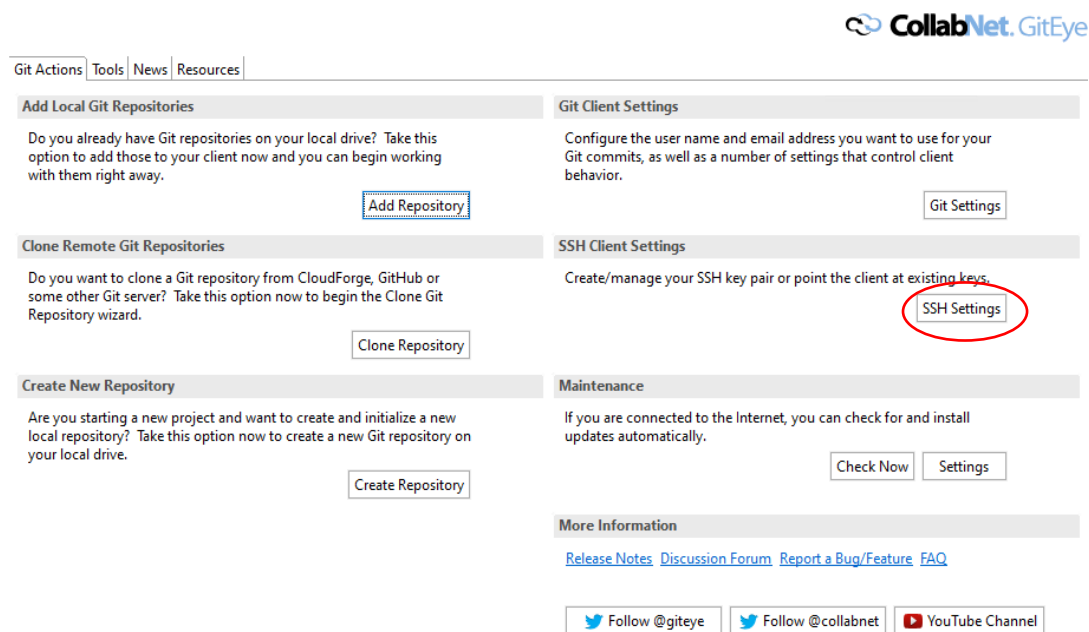 CollabNet. GitEye
Git Actions Tools News Resources
Add Local Git Repositories
Do you already have Git repositories on your local drive? Take this
option to add those to your client now and you can begin working
with them right away.
Add Repository
Clone Remote Git Repositories
Do you want to clone a Git repository from CloudForge, GitHub or
some other Git server? Take this option now to begin the Clone Git
Repository wizard.
Clone Repository
Create New Repository
Are you starting a new project and want to create and initialize a new
local repository? Take this option now to create a new Git repository on
your local drive.
Create Repository
Git Client Settings
Configure the user name and email address you want to use for your
Git commits, as well as a number of settings that control client
behavior.
Git Settings
SSH Client Settings
Create/manage your SSH key pair or point the client at existing keys.
SSH Settings
Maintenance
If you are connected to the Internet, you can check for and install
updates automatically.
Check Now Settings
More Information
Release Notes Discussion Forum Report a Bug/Feature FAQ
Follow @giteye Follow @collabnet YouTube Channel